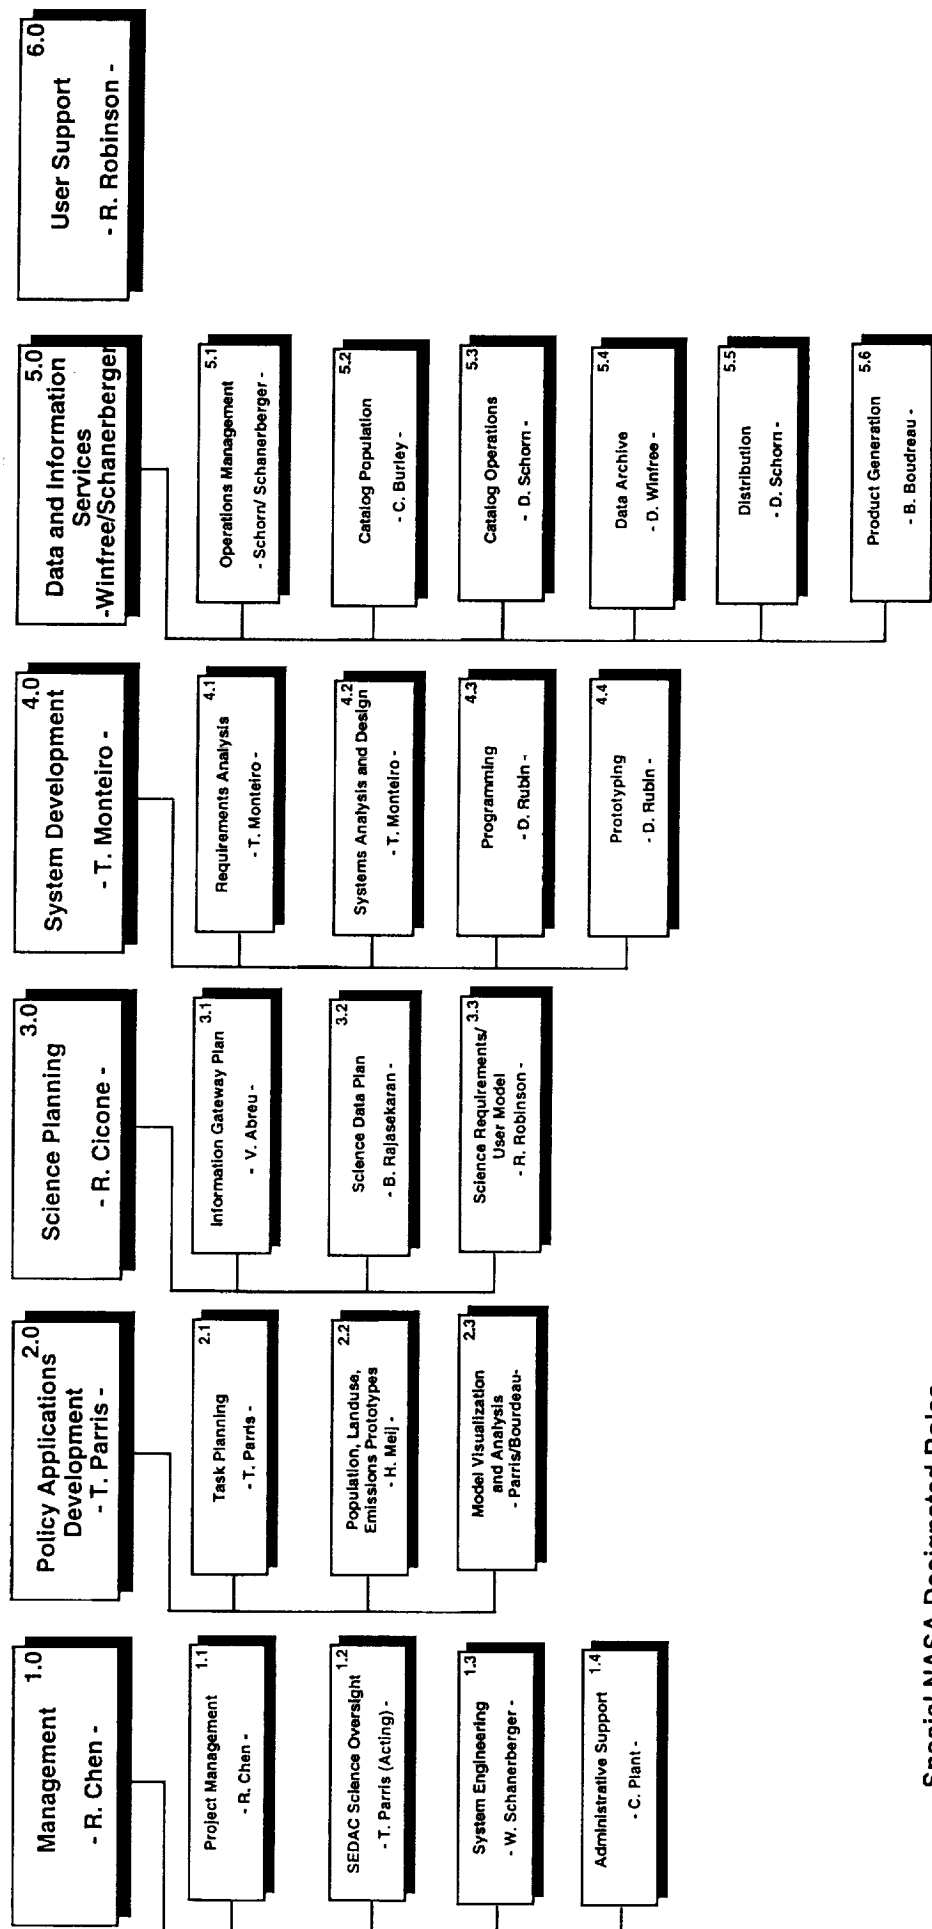 1.0
Management
- R. Chen -
1.1
Project Management
- R. Chen -
1.2
SEDAC Science Oversight
- T. Parris (Acting) -
1.3
System Engineering
- W. Schanerberger -
1.4
Administrative Support
- C. Plant -
2.0
Policy Applications
Development
- T. Parris -
2.1
Task Planning
- T. Parris -
2.2
Population, Landuse,
Emissions Prototypes
- H. Meij -
2.3
Model Visualization
and Analysis
- Parris/Bourdeau-
3.0
Science Planning
- R. Cicone -
3.1
Information Gateway Plan
- V. Abreu -
3.2
Science Data Plan
- B. Rajasekaran -
3.3
Science Requirements/
User Model
- R. Robinson -
4.0
System Development
- T. Monteiro -
4.1
Requirements Analysis
- T. Monteiro -
4.2
Systems Analysis and Design
- T. Monteiro -
4.3
Programming
- D. Rubin -
4.4
Prototyping
- D. Rubin -
5.0
Data and Information
Services
-Winfree/Schanerberger
5.1
Operations Management
- Schorn/ Schanerberger -
5.2
Catalog Population
- C. Burley -
5.3
Catalog Operations
- D. Schorn -
5.4
Data Archive
- D. Winfree -
5.5
Distribution
- D. Schorn -
5.6
Product Generation
- B. Boudreau -
6.0
User Support
- R. Robinson -
Special NASA Designated Roles